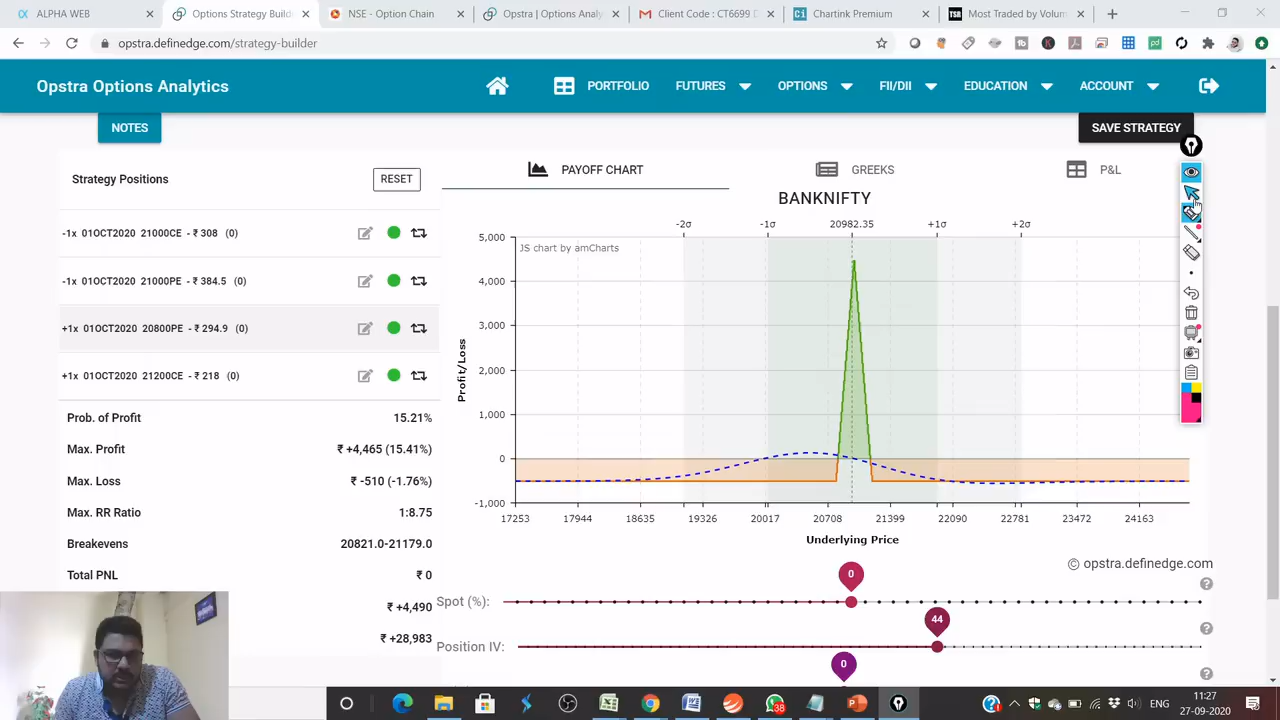 ALPHA WEB
Options Strategy Build
NSE - Option Chain
Opstra | Options Analy
Client Code : CT6699 D
Chartink Premium
Most Traded by Volum
opstra.definedge.com/strategy-builder
Opstra Options Analytics
PORTFOLIO
FUTURES
OPTIONS
FII/DII
EDUCATION
ACCOUNT
NOTES
SAVE STRATEGY
Strategy Positions
RESET
PAYOFF CHART
GREEKS
P&L
BANKNIFTY
-1x 01OCT2020 21000CE - ₹ 308 (0)
-1x 01OCT2020 21000PE - ₹ 384.5 (0)
+1x 01OCT2020 20800PE - ₹ 294.9 (0)
+1x 01OCT2020 21200CE - ₹ 218 (0)
Prob. of Profit 15.21%
Max. Profit ₹ +4,465 (15.41%)
Max. Loss ₹ -510 (-1.76%)
Max. RR Ratio 1:8.75
Breakevens 20821.0-21179.0
Total PNL ₹ 0
₹ +4,490
₹ +28,983
-2σ -1σ 20982.35 +1σ +2σ
JS chart by amCharts
5,000
4,000
3,000
2,000
1,000
0
-1,000
Profit/Loss
17253 17944 18635 19326 20017 20708 21399 22090 22781 23472 24163
Underlying Price
© opstra.definedge.com
0
Spot (%):
44
Position IV:
0
38
ENG
11:27
27-09-2020